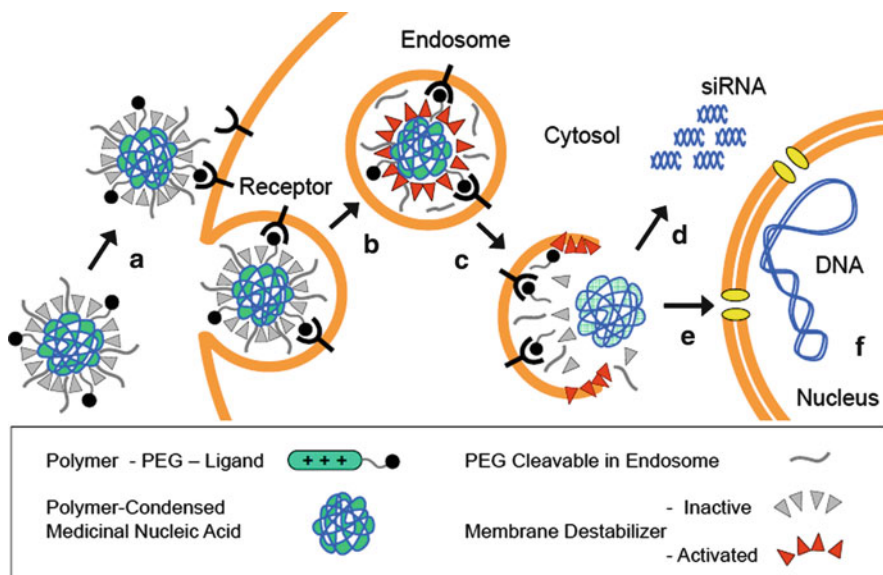 Endosome
siRNA
Cytosol
Receptor
a
b
c
d
DNA
e
f
Nucleus
Polymer - PEG – Ligand
+ + +
PEG Cleavable in Endosome
Polymer-Condensed
Medicinal Nucleic Acid
- Inactive
Membrane Destabilizer
- Activated